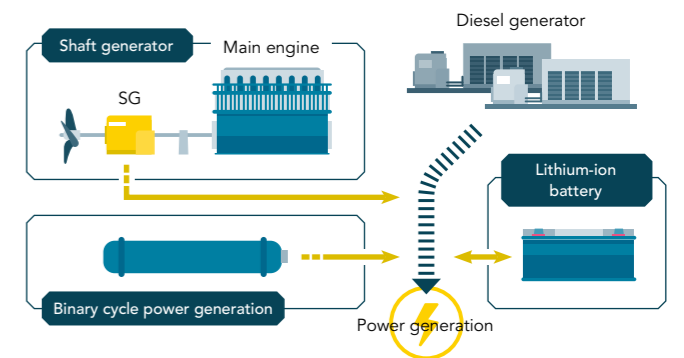 Diesel generator
Shaft generator
Main engine
SG
Lithium-ion
battery
Binary cycle power generation
Power generation